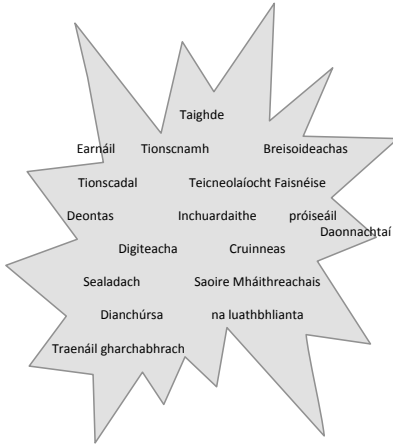 Taighde
Earnáil Tionscnamh Breisoideachas
Tionscadal Teicneolaíocht Faisnéise
Deontas Inchuardaithe próiseáil
Daonnachtaí
Digiteacha Cruinneas
Sealadach Saoire Mháithreachais
Dianchúrsa na luathbhlianta
Traenáil gharchabhrach